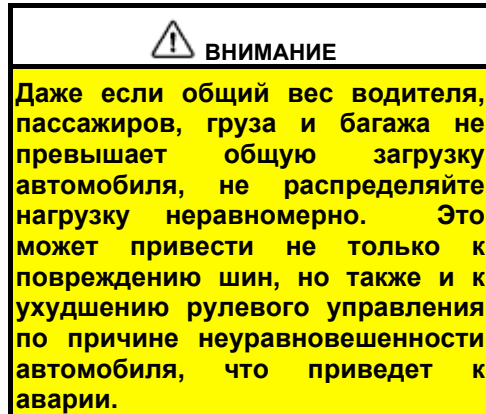 ВНИМАНИЕ
Даже если общий вес водителя,
пассажиров, груза и багажа не
превышает общую загрузку
автомобиля, не распределяйте
нагрузку неравномерно. Это
может привести не только к
повреждению шин, но также и к
ухудшению рулевого управления
по причине неуравновешенности
автомобиля, что приведет к
аварии.